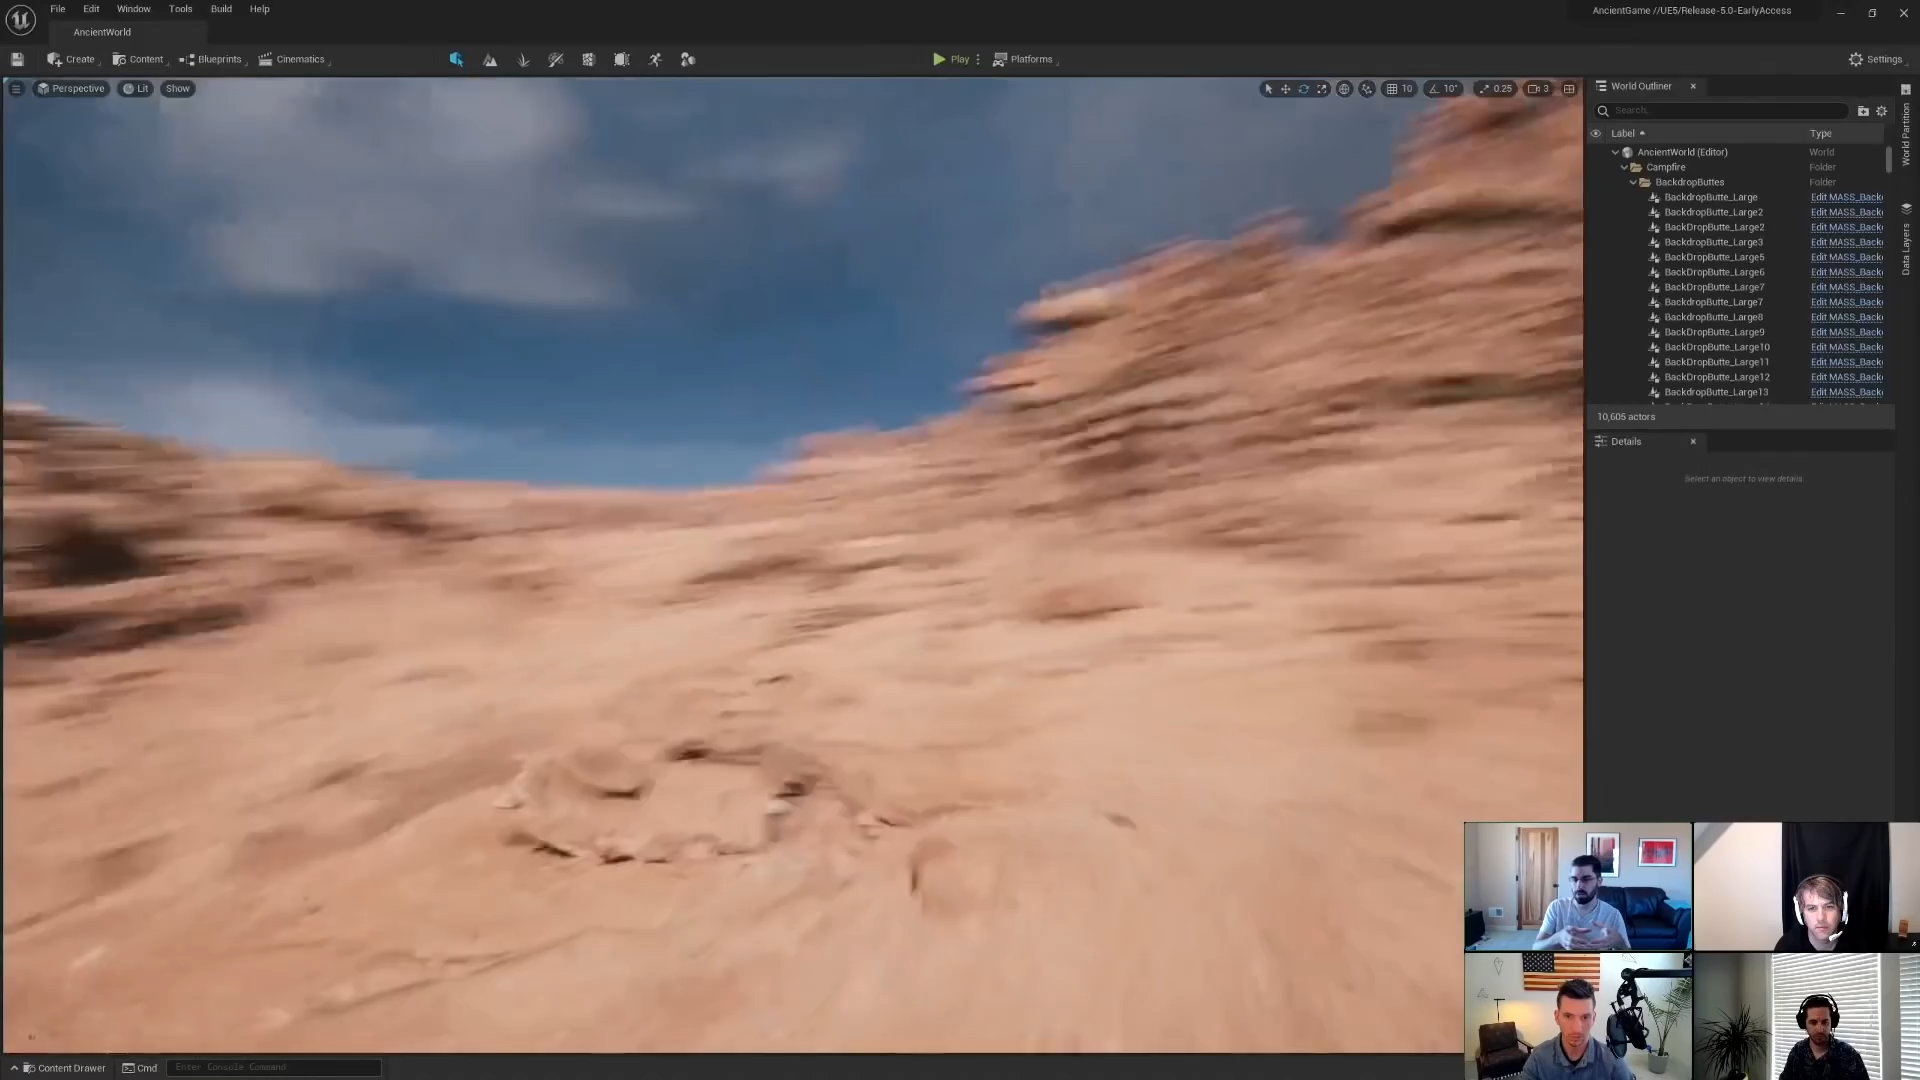 File Edit Window Tools Build Help
AncientGame //UE5/Release-5.0-EarlyAccess
AncientWorld
Create Content Blueprints Cinematics Play Platforms Settings
Perspective Lit Show 10 10° 0.25 3
World Outliner
Search...
Label Type
AncientWorld (Editor) World
Campfire Folder
BackdropButtes Folder
BackdropButte_Large Edit MASS_Back
BackDropButte_Large2 Edit MASS_Back
BackDropButte_Large2 Edit MASS_Back
BackdropButte_Large3 Edit MASS_Back
BackDropButte_Large5 Edit MASS_Back
BackDropButte_Large6 Edit MASS_Back
BackDropButte_Large7 Edit MASS_Back
BackdropButte_Large7 Edit MASS_Back
BackDropButte_Large8 Edit MASS_Back
BackDropButte_Large9 Edit MASS_Back
BackDropButte_Large10 Edit MASS_Back
BackDropButte_Large11 Edit MASS_Back
BackDropButte_Large12 Edit MASS_Back
BackDropButte_Large13 Edit MASS_Back
10,605 actors
Details
Select an object to view details.
World Partition
Data Layers
Content Drawer Cmd Enter Console Command